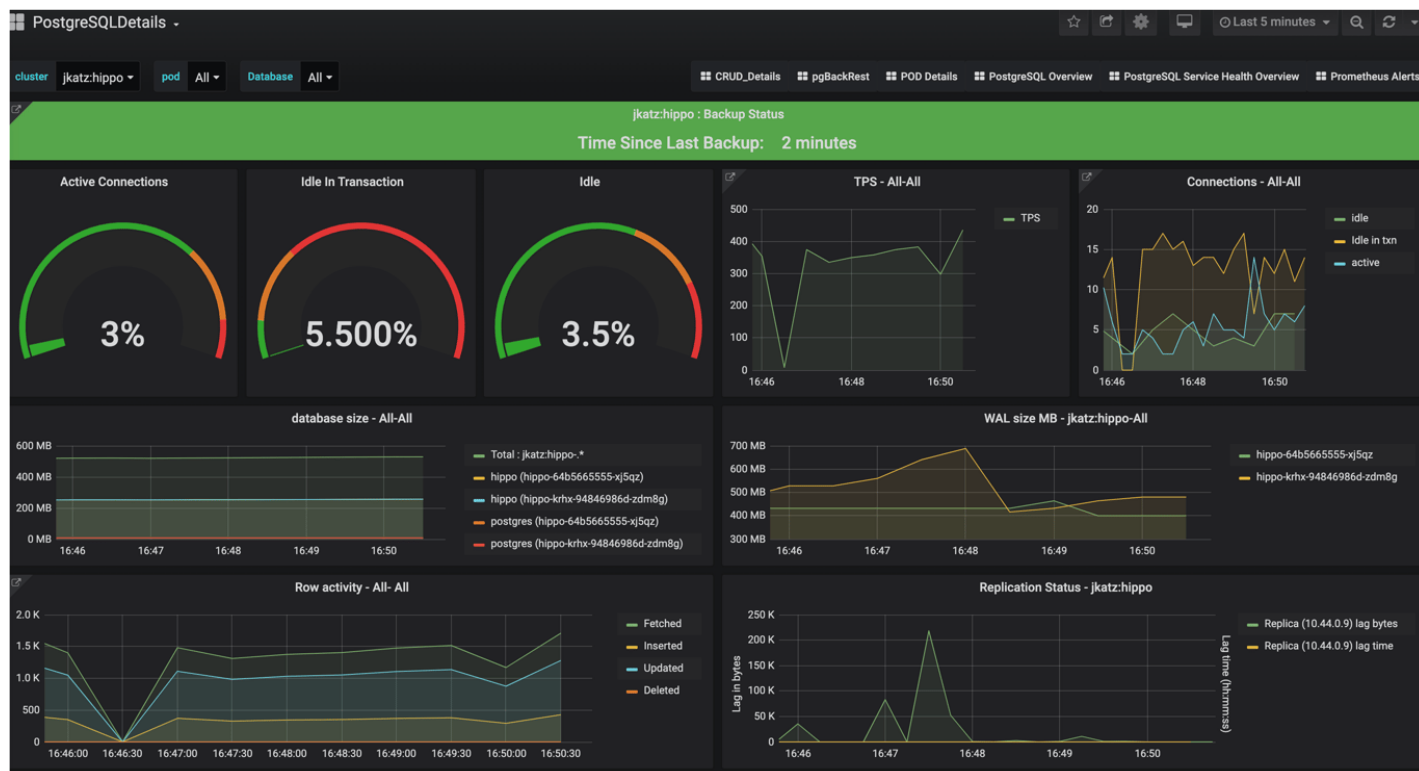 PostgreSQLDetails
Last 5 minutes
cluster jkatz:hippo pod All Database All
CRUD_Details pgBackRest POD Details PostgreSQL Overview PostgreSQL Service Health Overview Prometheus Alerts
jkatz:hippo : Backup Status
Time Since Last Backup: 2 minutes
Active Connections
3%
Idle In Transaction
5.500%
Idle
3.5%
TPS - All-All
500
400
300
200
100
0
16:46 16:48 16:50
TPS
Connections - All-All
20
15
10
5
0
16:46 16:48 16:50
idle
Idle in txn
active
database size - All-All
600 MB
400 MB
200 MB
0 MB
16:46 16:47 16:48 16:49 16:50
Total : jkatz:hippo-.*
hippo (hippo-64b5665555-xj5qz)
hippo (hippo-krhx-94846986d-zdm8g)
postgres (hippo-64b5665555-xj5qz)
postgres (hippo-krhx-94846986d-zdm8g)
WAL size MB - jkatz:hippo-All
700 MB
600 MB
500 MB
400 MB
300 MB
16:46 16:47 16:48 16:49 16:50
hippo-64b5665555-xj5qz
hippo-krhx-94846986d-zdm8g
Row activity - All- All
2.0 K
1.5 K
1.0 K
500
0
16:46:00 16:46:30 16:47:00 16:47:30 16:48:00 16:48:30 16:49:00 16:49:30 16:50:00 16:50:30
Fetched
Inserted
Updated
Deleted
Replication Status - jkatz:hippo
Lag in bytes
250 K
200 K
150 K
100 K
50 K
0
16:46 16:47 16:48 16:49 16:50
Lag time (hh:mm:ss)
Replica (10.44.0.9) lag bytes
Replica (10.44.0.9) lag time